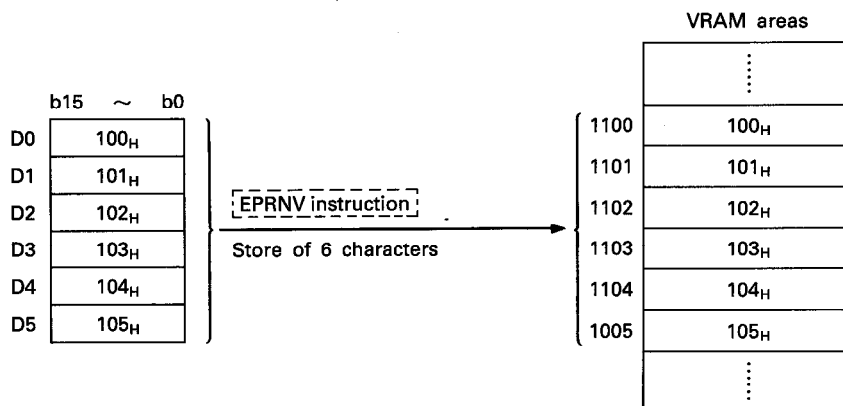 VRAM areas
b15 ~ b0
D0 100H 1100 100H
D1 101H 1101 101H
D2 102H EPRNV instruction 1102 102H
D3 103H Store of 6 characters 1103 103H
D4 104H 1104 104H
D5 105H 1005 105H